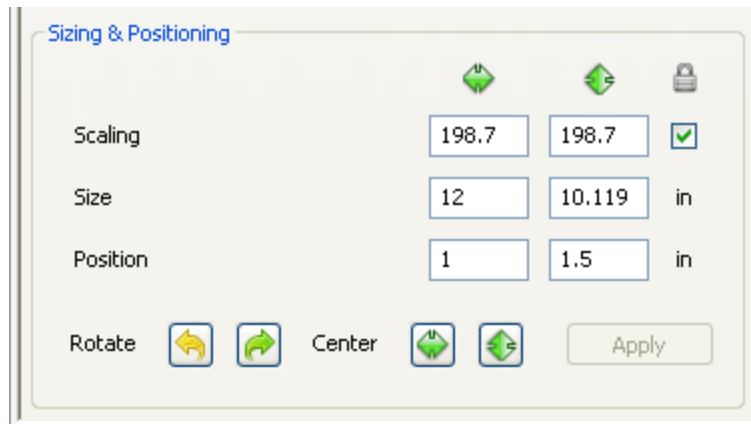 Sizing & Positioning
Scaling 198.7 198.7
Size 12 10.119 in
Position 1 1.5 in
Rotate Center Apply